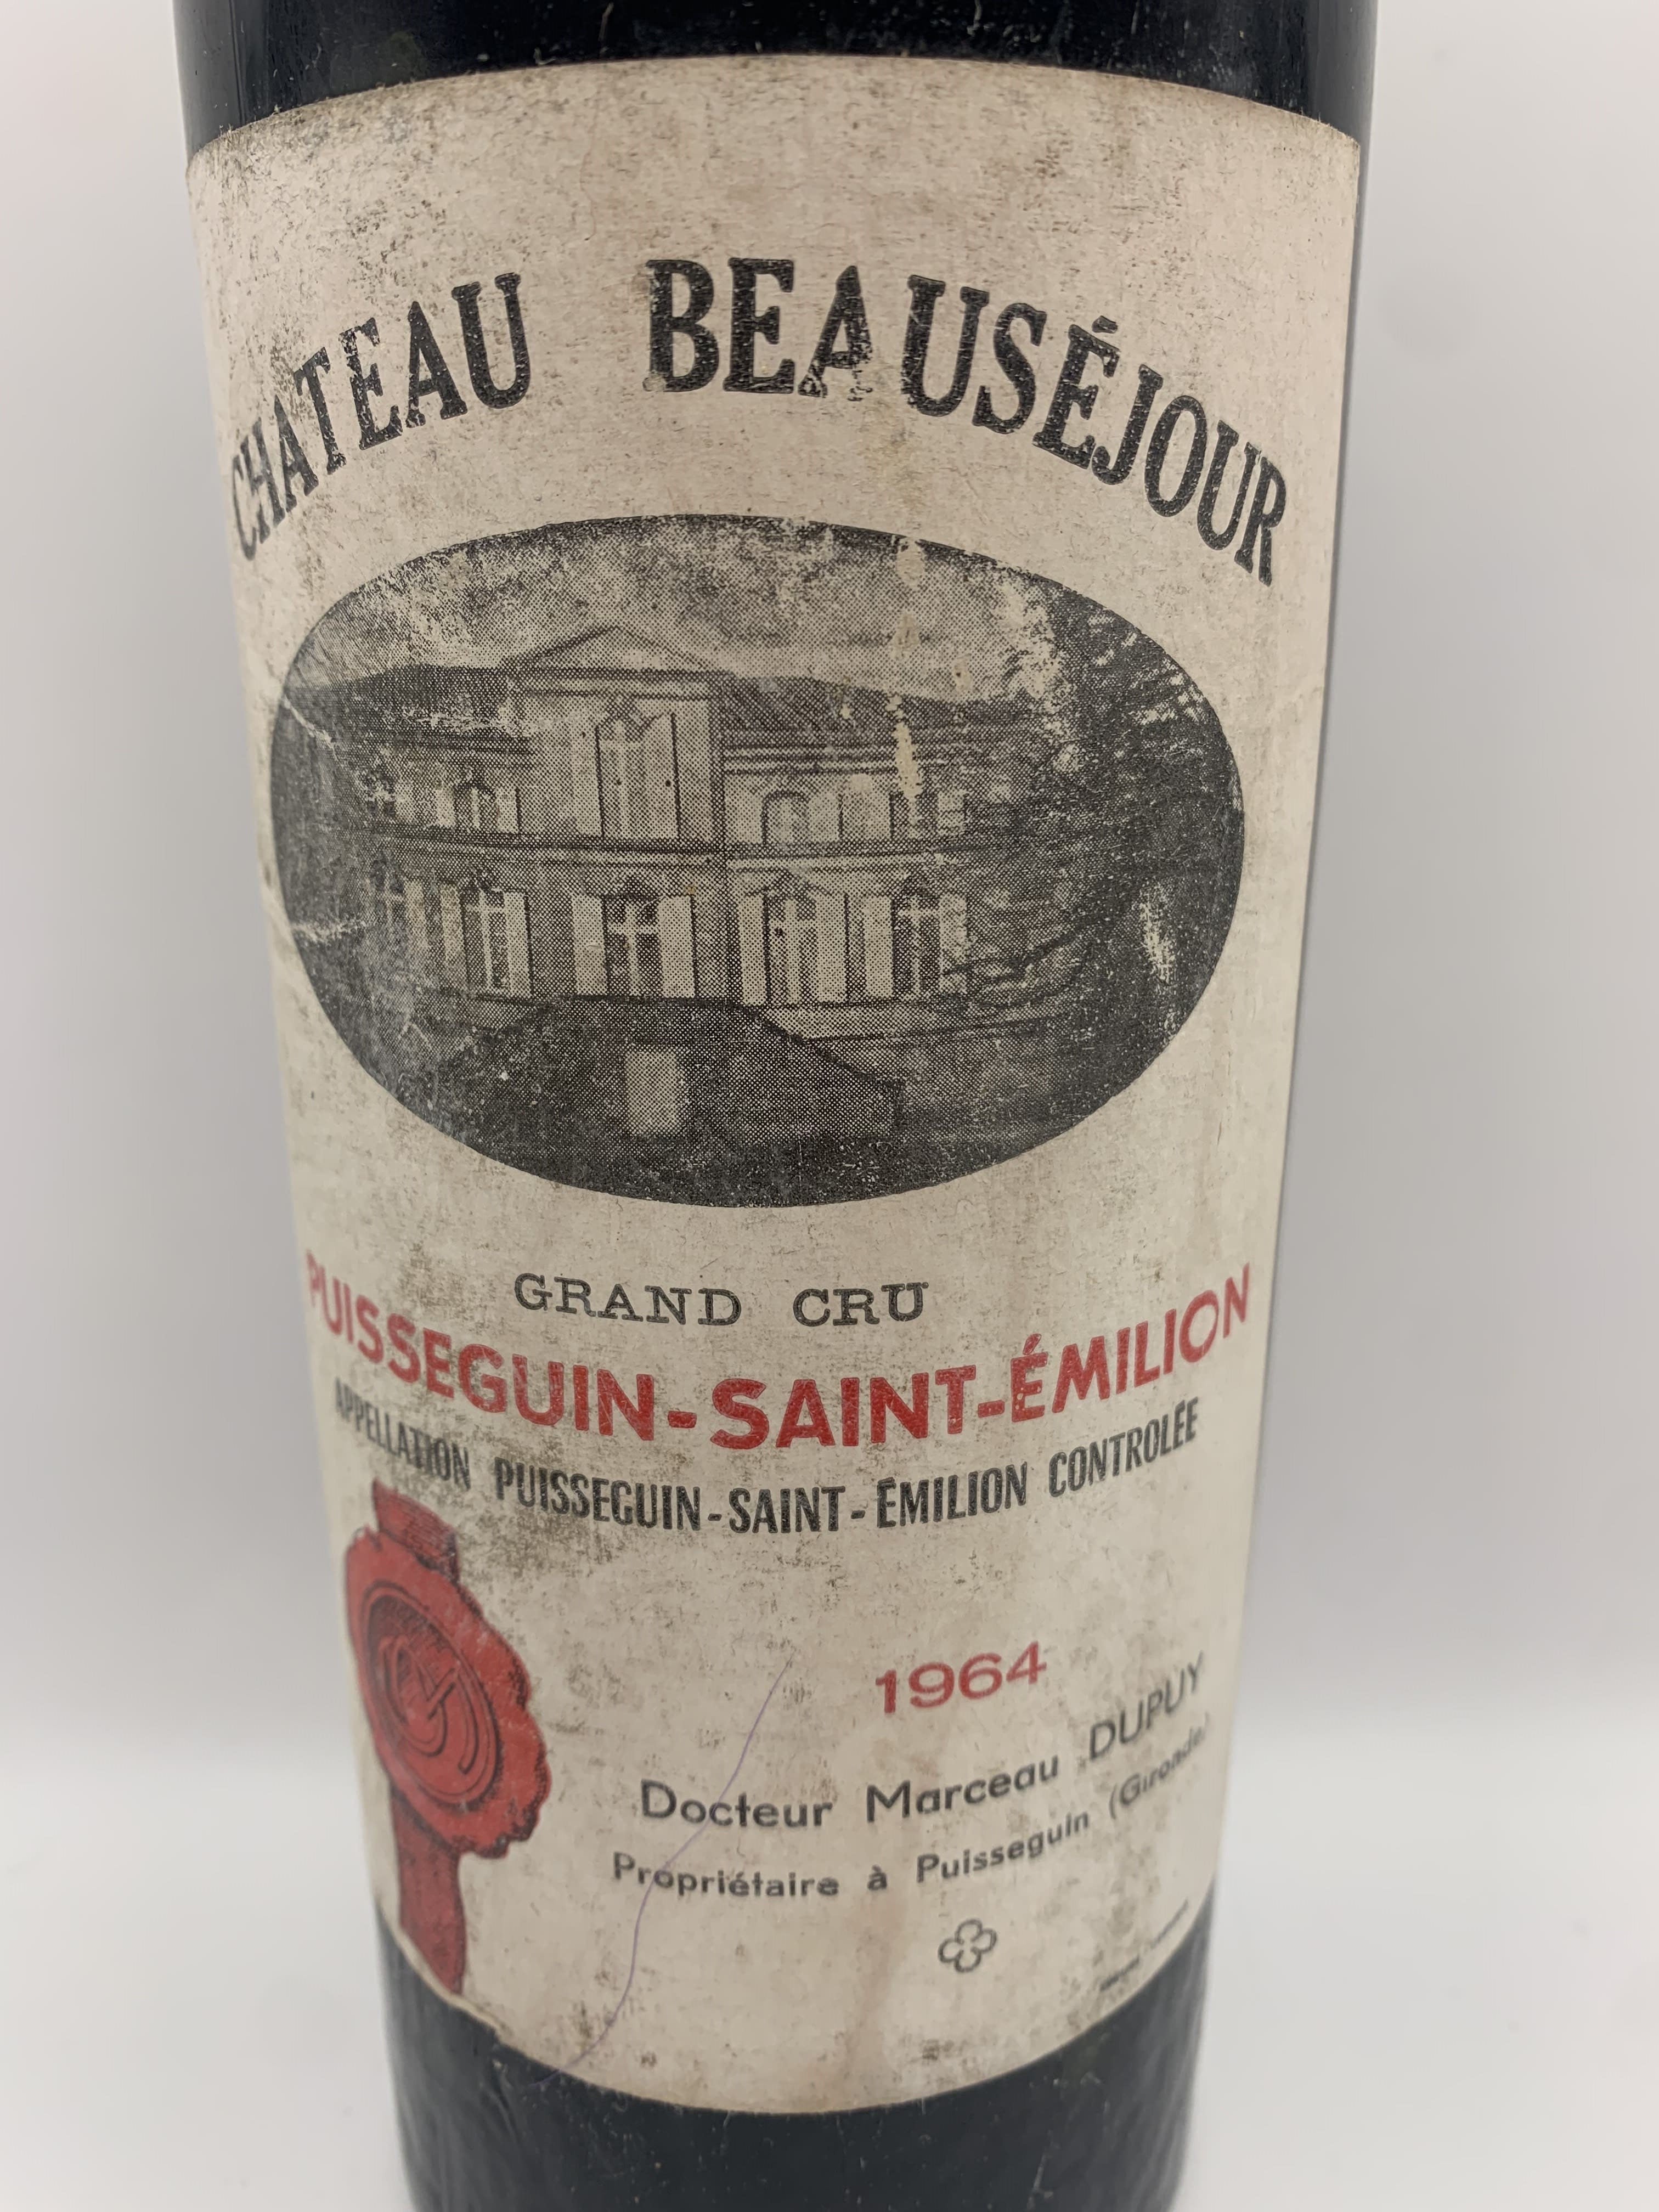 CHATEAU BEAUSÉJOUR
GRAND CRU
PUISSEGUIN-SAINT-ÉMILION
APPELLATION PUISSEGUIN-SAINT-ÉMILION CONTROLÉE
1964
Docteur Marceau DUPUY
Propriétaire à Puisseguin (Gironde)